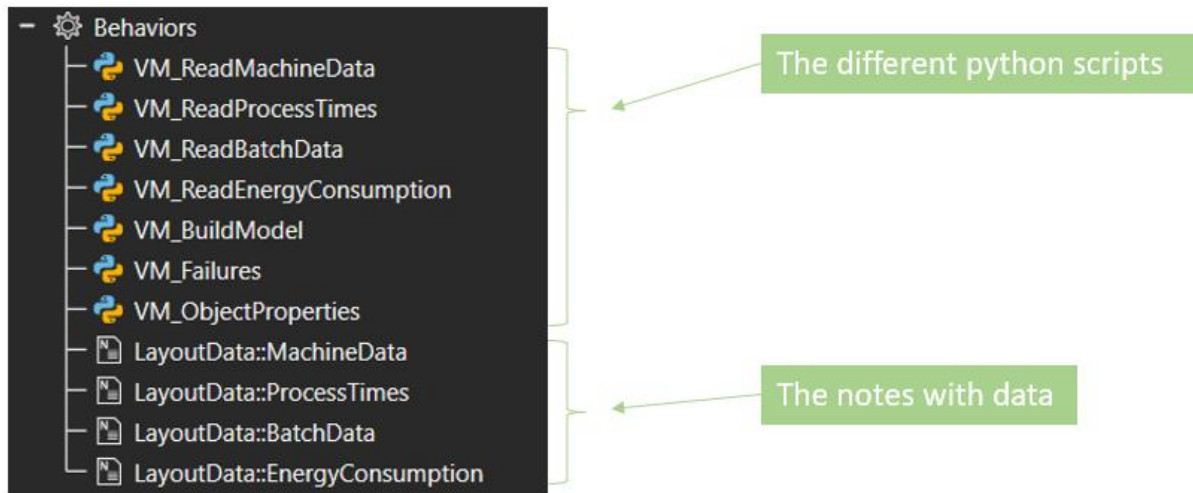 Behaviors
VM_ReadMachineData
VM_ReadProcessTimes
VM_ReadBatchData
VM_ReadEnergyConsumption
VM_BuildModel
VM_Failures
VM_ObjectProperties
LayoutData::MachineData
LayoutData::ProcessTimes
LayoutData::BatchData
LayoutData::EnergyConsumption
The different python scripts
The notes with data